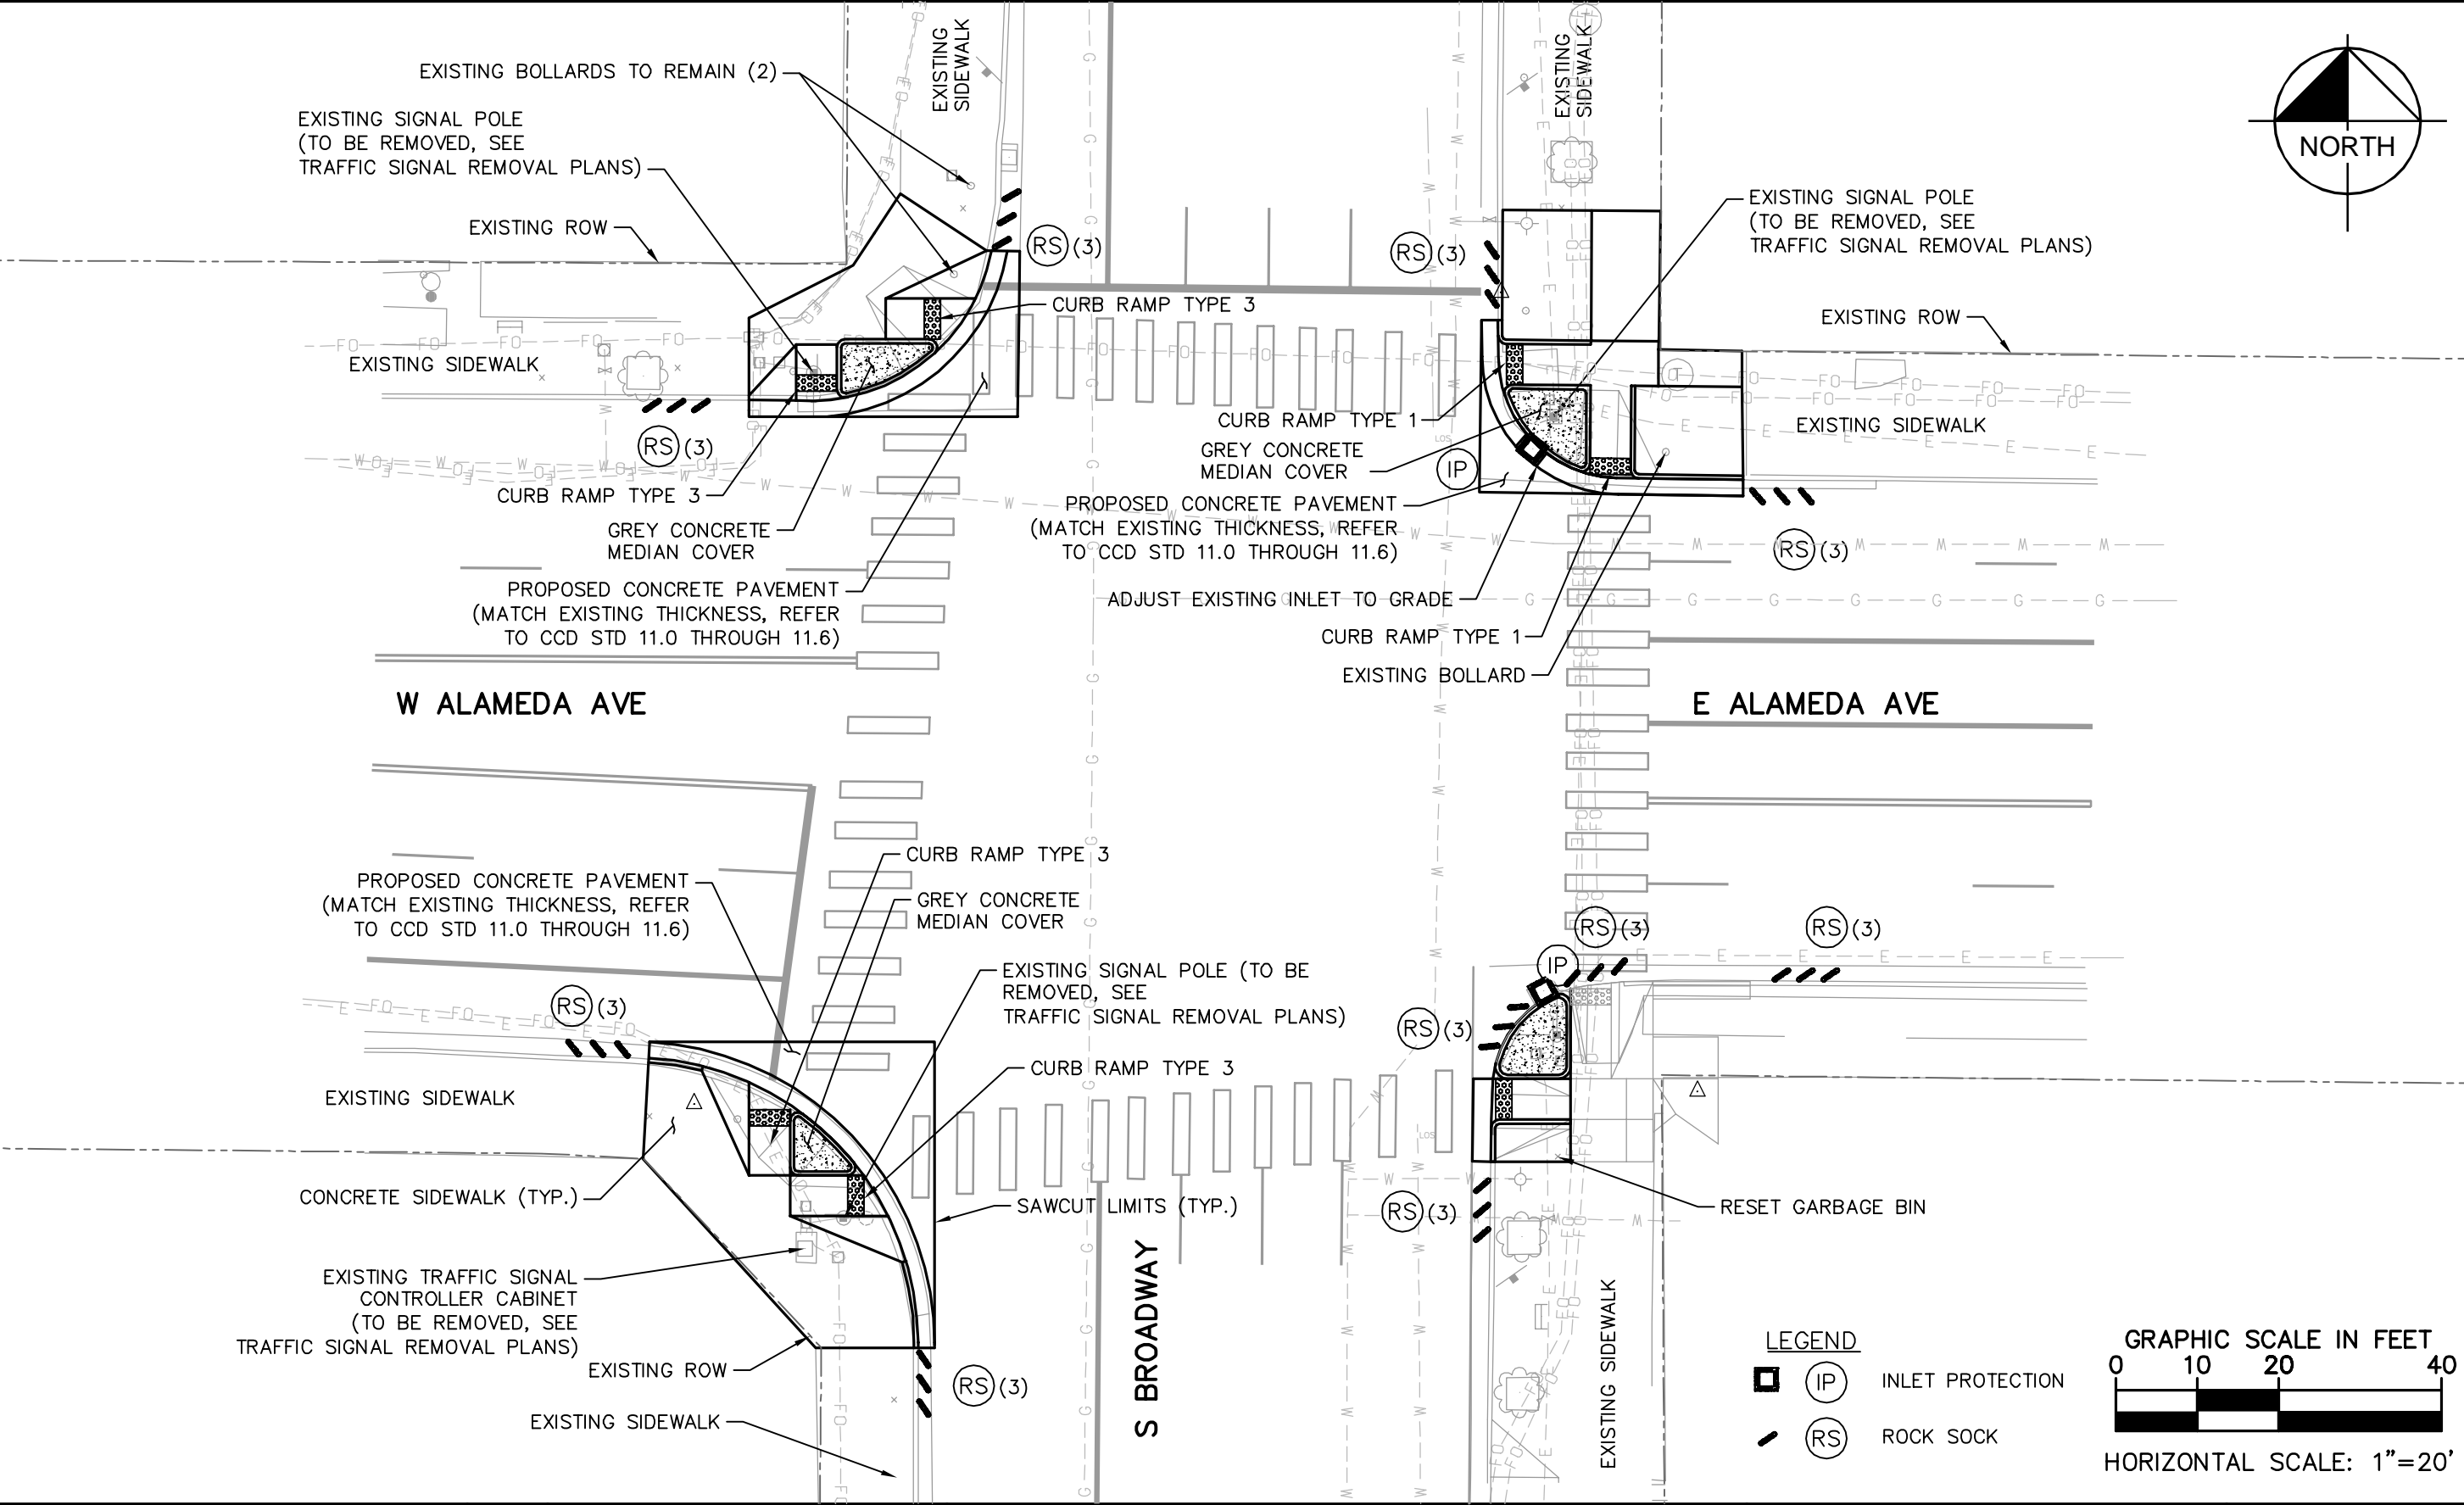 EXISTING BOLLARDS TO REMAIN (2)
EXISTING
SIDEWALK
EXISTING
SIDEWALK
NORTH
EXISTING SIGNAL POLE
(TO BE REMOVED, SEE
TRAFFIC SIGNAL REMOVAL PLANS)
EXISTING ROW
RS (3)
RS (3)
EXISTING SIGNAL POLE
(TO BE REMOVED, SEE
TRAFFIC SIGNAL REMOVAL PLANS)
EXISTING ROW
CURB RAMP TYPE 3
EXISTING SIDEWALK
RS (3)
CURB RAMP TYPE 3
GREY CONCRETE
MEDIAN COVER
PROPOSED CONCRETE PAVEMENT
(MATCH EXISTING THICKNESS, REFER
TO CCD STD 11.0 THROUGH 11.6)
CURB RAMP TYPE 1
GREY CONCRETE
MEDIAN COVER
IP
PROPOSED CONCRETE PAVEMENT
(MATCH EXISTING THICKNESS, REFER
TO CCD STD 11.0 THROUGH 11.6)
ADJUST EXISTING INLET TO GRADE
CURB RAMP TYPE 1
EXISTING BOLLARD
EXISTING SIDEWALK
RS (3)
W ALAMEDA AVE
E ALAMEDA AVE
CURB RAMP TYPE 3
PROPOSED CONCRETE PAVEMENT
(MATCH EXISTING THICKNESS, REFER
TO CCD STD 11.0 THROUGH 11.6)
GREY CONCRETE
MEDIAN COVER
EXISTING SIGNAL POLE (TO BE
REMOVED, SEE
TRAFFIC SIGNAL REMOVAL PLANS)
RS (3)
CURB RAMP TYPE 3
EXISTING SIDEWALK
CONCRETE SIDEWALK (TYP.)
SAWCUT LIMITS (TYP.)
EXISTING TRAFFIC SIGNAL
CONTROLLER CABINET
(TO BE REMOVED, SEE
TRAFFIC SIGNAL REMOVAL PLANS)
EXISTING ROW
EXISTING SIDEWALK
RS (3)
S BROADWAY
RS (3)
RS (3)
IP
RS (3)
RS (3)
RESET GARBAGE BIN
EXISTING SIDEWALK
LEGEND
IP INLET PROTECTION
RS ROCK SOCK
GRAPHIC SCALE IN FEET
0 10 20 40
HORIZONTAL SCALE: 1"=20'